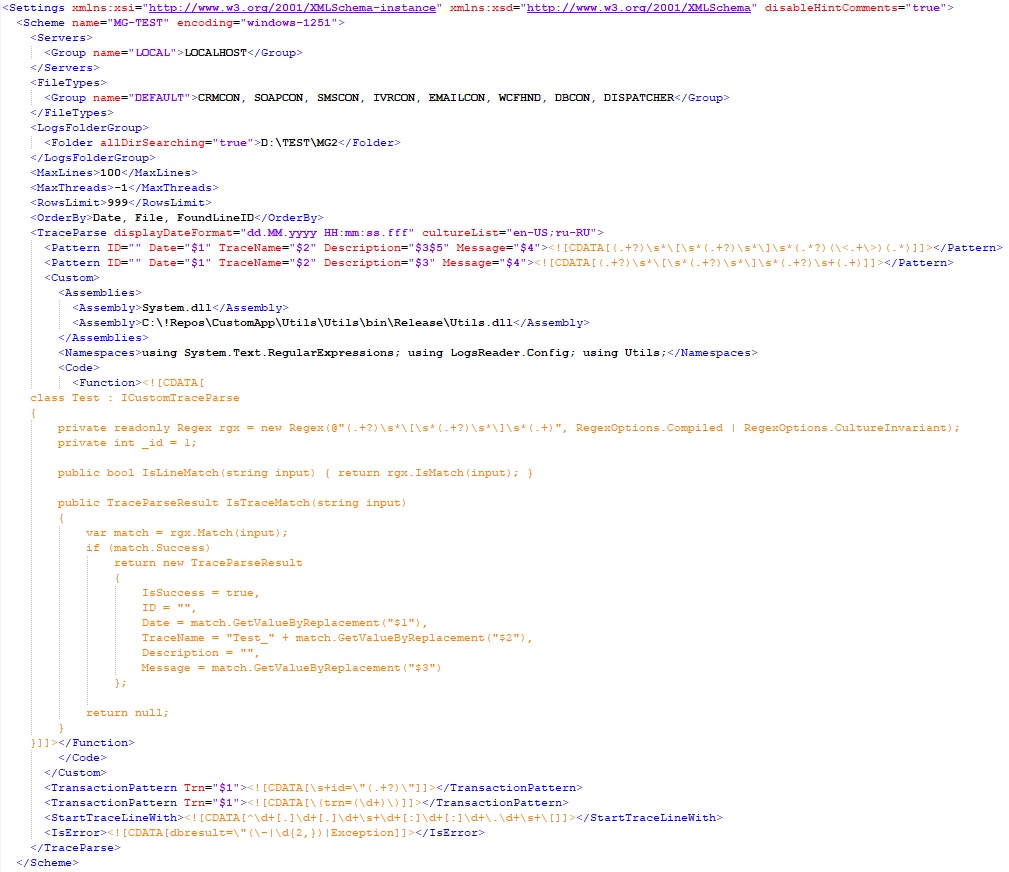 <Settings xmlns:xsi="http://www.w3.org/2001/XMLSchema-instance" xmlns:xsd="http://www.w3.org/2001/XMLSchema" disableHintComments="true">
<Scheme name="MG-TEST" encoding="windows-1251">
<Servers>
<Group name="LOCAL">LOCALHOST</Group>
</Servers>
<FileTypes>
<Group name="DEFAULT">CRMCON, SOAPCON, SMSCON, IVRCON, EMAILCON, WCFHND, DBCON, DISPATCHER</Group>
</FileTypes>
<LogsFolderGroup>
<Folder allDirSearching="true">D:\TEST\MG2</Folder>
</LogsFolderGroup>
<MaxLines>100</MaxLines>
<MaxThreads>-1</MaxThreads>
<RowsLimit>999</RowsLimit>
<OrderBy>Date, File, FoundLineID</OrderBy>
<TraceParse displayDateFormat="dd.MM.yyyy HH:mm:ss.fff" cultureList="en-US;ru-RU">
<Pattern ID="" Date="$1" TraceName="$2" Description="$3$5" Message="$4"><![CDATA[(.+?)\s*\[\s*(.+?)\s*\]\s*(.*?)(\<.+\>)(.*)]]></Pattern>
<Pattern ID="" Date="$1" TraceName="$2" Description="$3" Message="$4"><![CDATA[(.+?)\s*\[\s*(.+?)\s*\]\s*(.+?)\s+(.+)]]></Pattern>
<Custom>
<Assemblies>
<Assembly>System.dll</Assembly>
<Assembly>C:\!Repos\CustomApp\Utils\Utils\bin\Release\Utils.dll</Assembly>
</Assemblies>
<Namespaces>using System.Text.RegularExpressions; using LogsReader.Config; using Utils;</Namespaces>
<Code>
<Function><![CDATA[
class Test : ICustomTraceParse
{
private readonly Regex rgx = new Regex(@"(.+?)\s*\[\s*(.+?)\s*\]\s*(.+)", RegexOptions.Compiled | RegexOptions.CultureInvariant);
private int _id = 1;
public bool IsLineMatch(string input) { return rgx.IsMatch(input); }
public TraceParseResult IsTraceMatch(string input)
{
var match = rgx.Match(input);
if (match.Success)
return new TraceParseResult
{
IsSuccess = true,
ID = "",
Date = match.GetValueByReplacement("$1"),
TraceName = "Test_" + match.GetValueByReplacement("$2"),
Description = "",
Message = match.GetValueByReplacement("$3")
};
return null;
}
}]]></Function>
</Code>
</Custom>
<TransactionPattern Trn="$1"><![CDATA[\s+id=\"(.+?)\"]]></TransactionPattern>
<TransactionPattern Trn="$1"><![CDATA[\(trn=(\d+)\)]]></TransactionPattern>
<StartTraceLineWith><![CDATA[^\d+[.]\d+[.]\d+\s+\d+[:]\d+[:]\d+\.\d+\s+\[]]></StartTraceLineWith>
<IsError><![CDATA[dbresult=\"(\-|\d{2,})|Exception]]></IsError>
</TraceParse>
</Scheme>